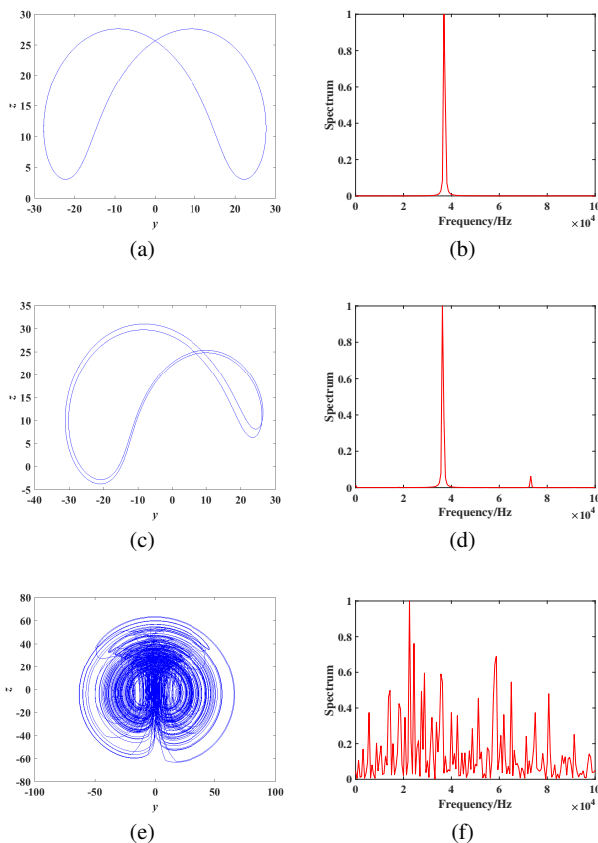 30
25
20
15
10
5
0
z
-30 -20 -10 0 10 20 30
y
(a)
1
0.8
0.6
0.4
0.2
0
Spectrum
0 2 4 6 8 10
Frequency/Hz
×10⁴
(b)
35
30
25
20
15
10
5
0
-5
z
-40 -30 -20 -10 0 10 20 30
y
(c)
1
0.8
0.6
0.4
0.2
0
Spectrum
0 2 4 6 8 10
Frequency/Hz
×10⁴
(d)
80
60
40
20
0
-20
-40
-60
-80
z
-100 -50 0 50 100
y
(e)
1
0.8
0.6
0.4
0.2
0
Spectrum
0 2 4 6 8 10
Frequency/Hz
×10⁴
(f)